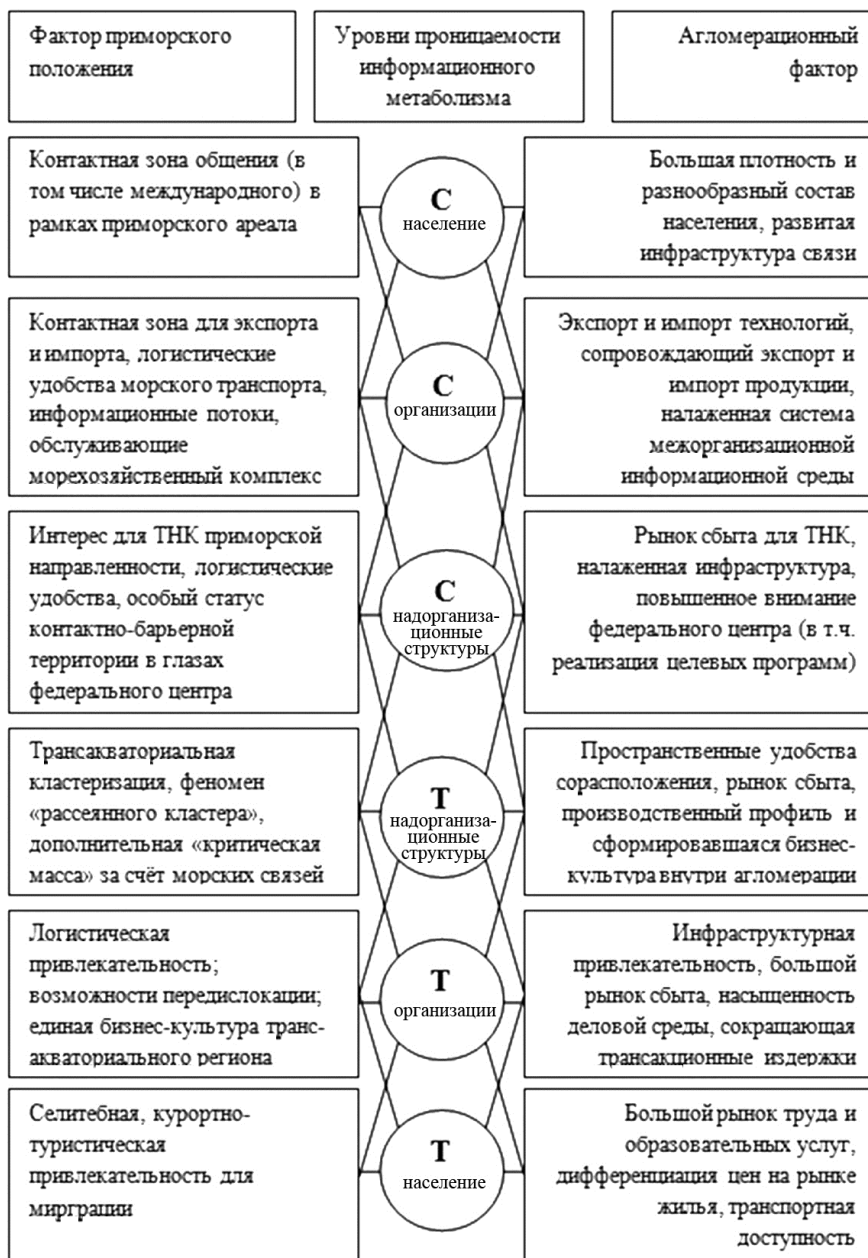 Фактор приморского
положения
Уровни проницаемости
информационного
метаболизма
Агломерационный
фактор
Контактная зона общения (в
том числе международного) в
рамках приморского ареала
С
население
Большая плотность и
разнообразный состав
населения, развитая
инфраструктура связи
Контактная зона для экспорта
и импорта, логистические
удобства морского транспорта,
информационные потоки,
обслуживающие
морехозяйственный комплекс
С
организации
Экспорт и импорт технологий,
сопровождающий экспорт и
импорт продукции,
налаженная система
межорганизационной
информационной среды
Интерес для ТНК приморской
направленности, логистические
удобства, особый статус
контактно-барьерной
территории в глазах
федерального центра
С
надорганиза-
ционные
структуры
Рынок сбыта для ТНК,
налаженная инфраструктура,
повышенное внимание
федерального центра (в т.ч.
реализация целевых программ)
Трансакваториальная
кластеризация, феномен
«рассеянного кластера»,
дополнительная «критическая
масса» за счёт морских связей
Т
надорганиза-
ционные
структуры
Пространственные удобства
сорасположения, рынок сбыта,
производственный профиль и
сформировавшаяся бизнес-
культура внутри агломерации
Логистическая
привлекательность;
возможности передислокации;
единая бизнес-культура транс-
акваториального региона
Т
организации
Инфраструктурная
привлекательность, большой
рынок сбыта, насыщенность
деловой среды, сокращающая
трансакционные издержки
Селитебная, курортно-
туристическая
привлекательность для
мирграции
Т
население
Большой рынок труда и
образовательных услуг,
дифференциация цен на рынке
жилья, транспортная
доступность